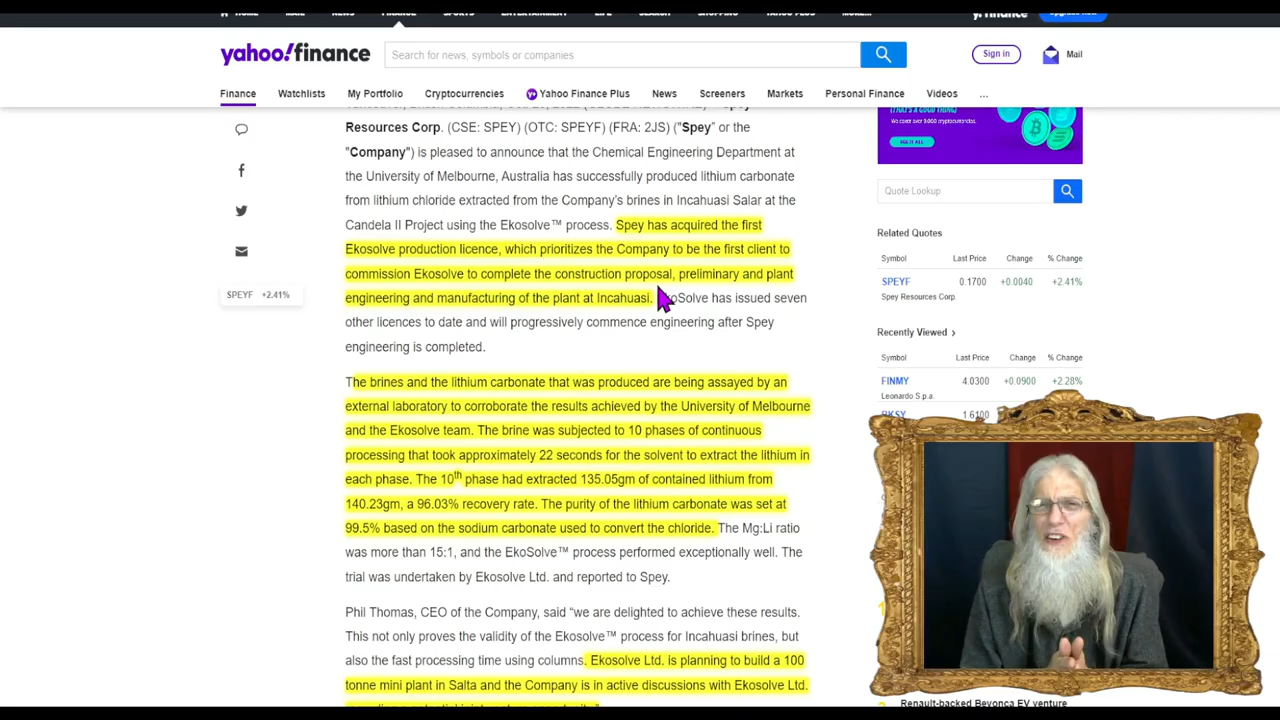 HOME MAIL NEWS FINANCE SPORTS ENTERTAINMENT LIFE SEARCH SHOPPING YAHOO PLUS MORE...
yahoo!finance
Search for news, symbols or companies
Sign in
Mail
Finance Watchlists My Portfolio Cryptocurrencies Yahoo Finance Plus News Screeners Markets Personal Finance Videos ...
Resources Corp. (CSE: SPEY) (OTC: SPEYF) (FRA: 2JS) ("Spey" or the
"Company") is pleased to announce that the Chemical Engineering Department at
the University of Melbourne, Australia has successfully produced lithium carbonate
from lithium chloride extracted from the Company's brines in Incahuasi Salar at the
Candela II Project using the Ekosolve™ process. Spey has acquired the first
Ekosolve production licence, which prioritizes the Company to be the first client to
commission Ekosolve to complete the construction proposal, preliminary and plant
engineering and manufacturing of the plant at Incahuasi. has issued seven
other licences to date and will progressively commence engineering after Spey
engineering is completed.
The brines and the lithium carbonate that was produced are being assayed by an
external laboratory to corroborate the results achieved by the University of Melbourne
and the Ekosolve team. The brine was subjected to 10 phases of continuous
processing that took approximately 22 seconds for the solvent to extract the lithium in
each phase. The 10th phase had extracted 135.05gm of contained lithium from
140.23gm, a 96.03% recovery rate. The purity of the lithium carbonate was set at
99.5% based on the sodium carbonate used to convert the chloride. The Mg:Li ratio
was more than 15:1, and the EkoSolve™ process performed exceptionally well. The
trial was undertaken by Ekosolve Ltd. and reported to Spey.
Phil Thomas, CEO of the Company, said “we are delighted to achieve these results.
This not only proves the validity of the Ekosolve™ process for Incahuasi brines, but
also the fast processing time using columns. Ekosolve Ltd. is planning to build a 100
tonne mini plant in Salta and the Company is in active discussions with Ekosolve Ltd.
SPEYF +2.41%
Quote Lookup
Related Quotes
Symbol Last Price Change % Change
SPEYF 0.1700 +0.0040 +2.41%
Spey Resources Corp.
Recently Viewed >
Symbol Last Price Change % Change
FINMY 4.0300 +0.0900 +2.28%
Leonardo S.p.a.
1.6100
Renault-backed Beyonca EV venture